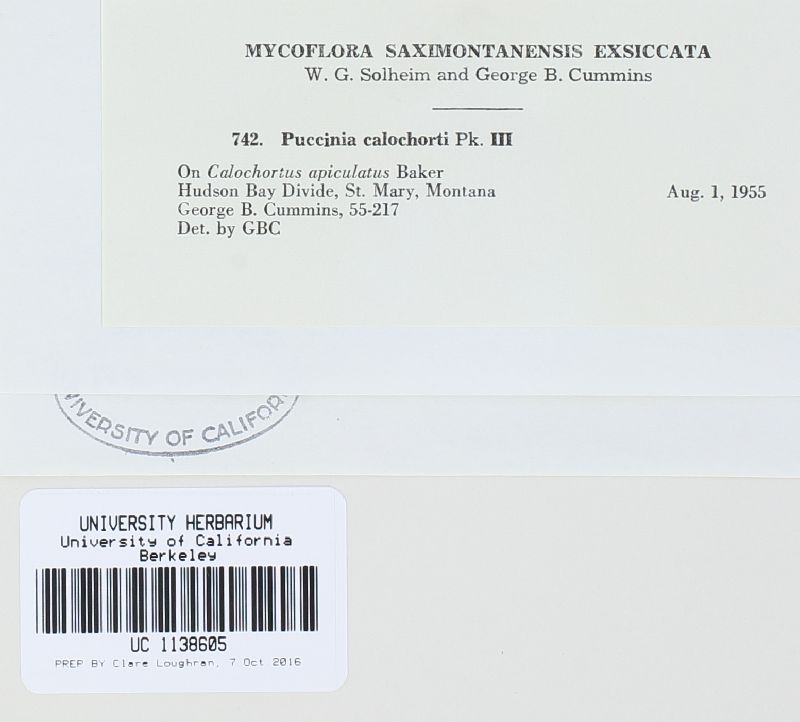 MYCOFLORA SAXIMONTANENSIS EXSICCATA
W. G. Solheim and George B. Cummins
742. Puccinia calochorti Pk. III
On Calochortus apiculatus Baker
Hudson Bay Divide, St. Mary, Montana Aug. 1, 1955
George B. Cummins, 55-217
Det. by GBC
IVERSITY OF CALIFOR
UNIVERSITY HERBARIUM
University of California
Berkeley
UC 1138605
PREP BY Clare Loughran, 7 Oct 2016